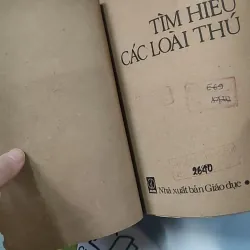 TÌM HIỂU
CÁC LOÀI THÚ
2640
Nhà xuất bản Giáo dục